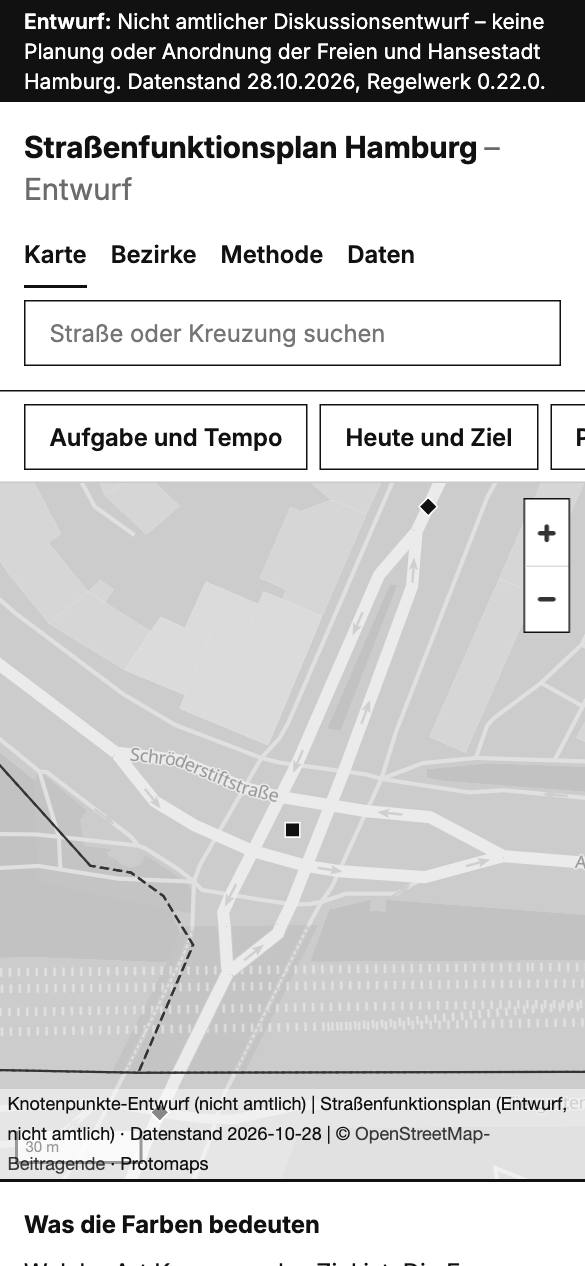 Entwurf: Nicht amtlicher Diskussionsentwurf – keine
Planung oder Anordnung der Freien und Hansestadt
Hamburg. Datenstand 28.10.2026, Regelwerk 0.22.0.
Straßenfunktionsplan Hamburg –
Entwurf
Karte Bezirke Methode Daten
Straße oder Kreuzung suchen
Aufgabe und Tempo Heute und Ziel
+
−
Schröderstiftstraße
Knotenpunkte-Entwurf (nicht amtlich) | Straßenfunktionsplan (Entwurf,
nicht amtlich) · Datenstand 2026-10-28 | © OpenStreetMap-
30 m
Beitragende · Protomaps
Was die Farben bedeuten